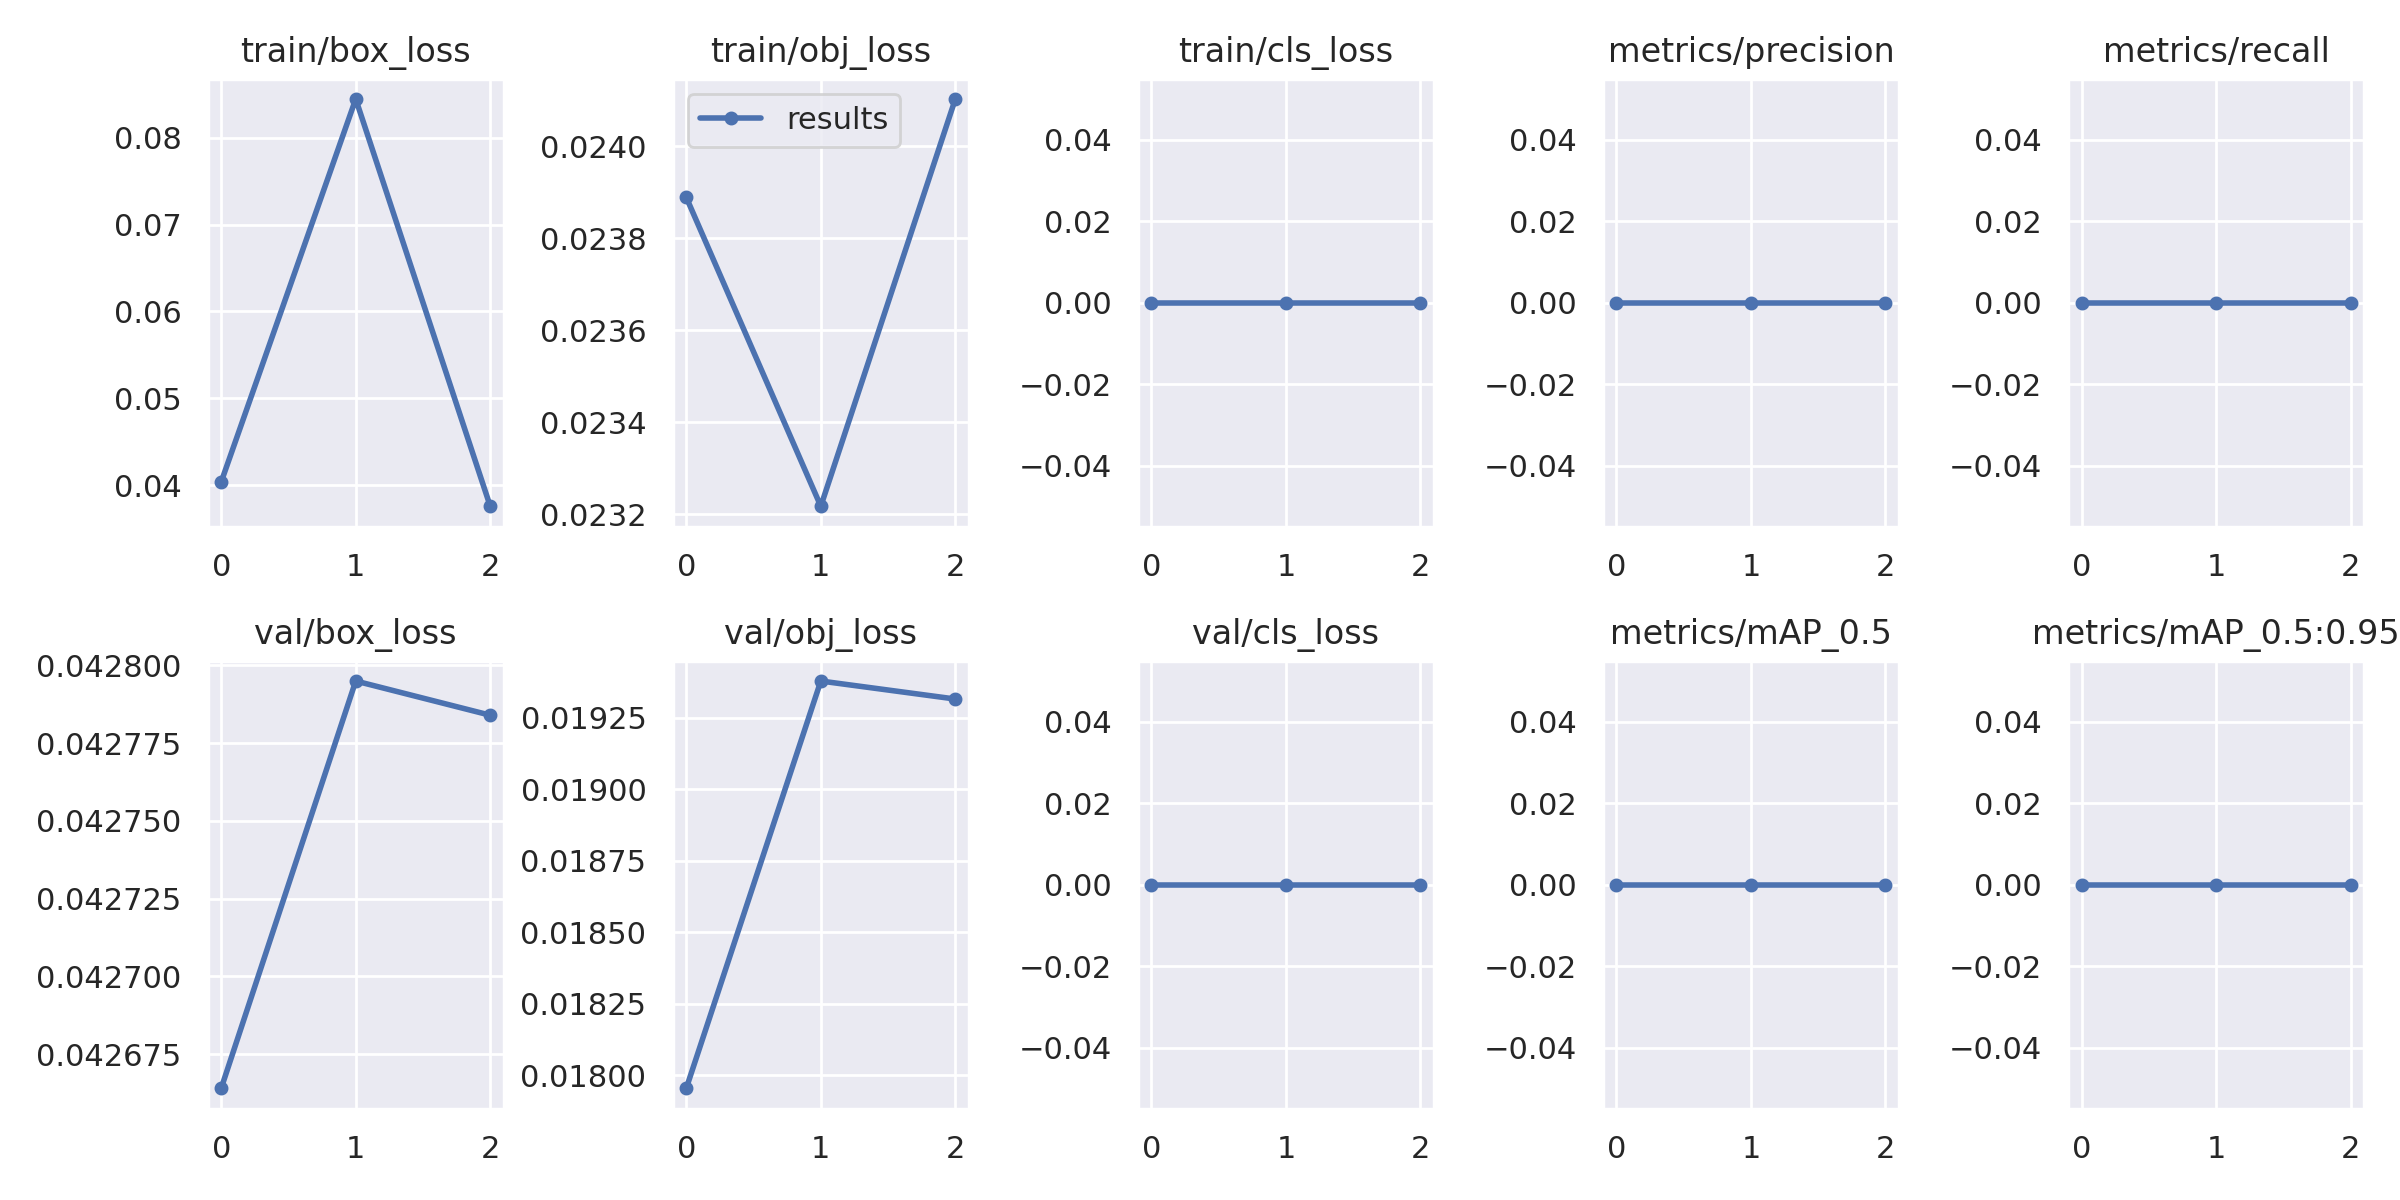 train/box_loss train/obj_loss train/cls_loss metrics/precision metrics/recall
results
0.08 0.07 0.06 0.05 0.04
0.0240 0.0238 0.0236 0.0234 0.0232
0.04 0.02 0.00 −0.02 −0.04
0.04 0.02 0.00 −0.02 −0.04
0.04 0.02 0.00 −0.02 −0.04
0 1 2 0 1 2 0 1 2 0 1 2 0 1 2
val/box_loss val/obj_loss val/cls_loss metrics/mAP_0.5 metrics/mAP_0.5:0.95
0.042800 0.042775 0.042750 0.042725 0.042700 0.042675
0.01925 0.01900 0.01875 0.01850 0.01825 0.01800
0.04 0.02 0.00 −0.02 −0.04
0.04 0.02 0.00 −0.02 −0.04
0.04 0.02 0.00 −0.02 −0.04
0 1 2 0 1 2 0 1 2 0 1 2 0 1 2